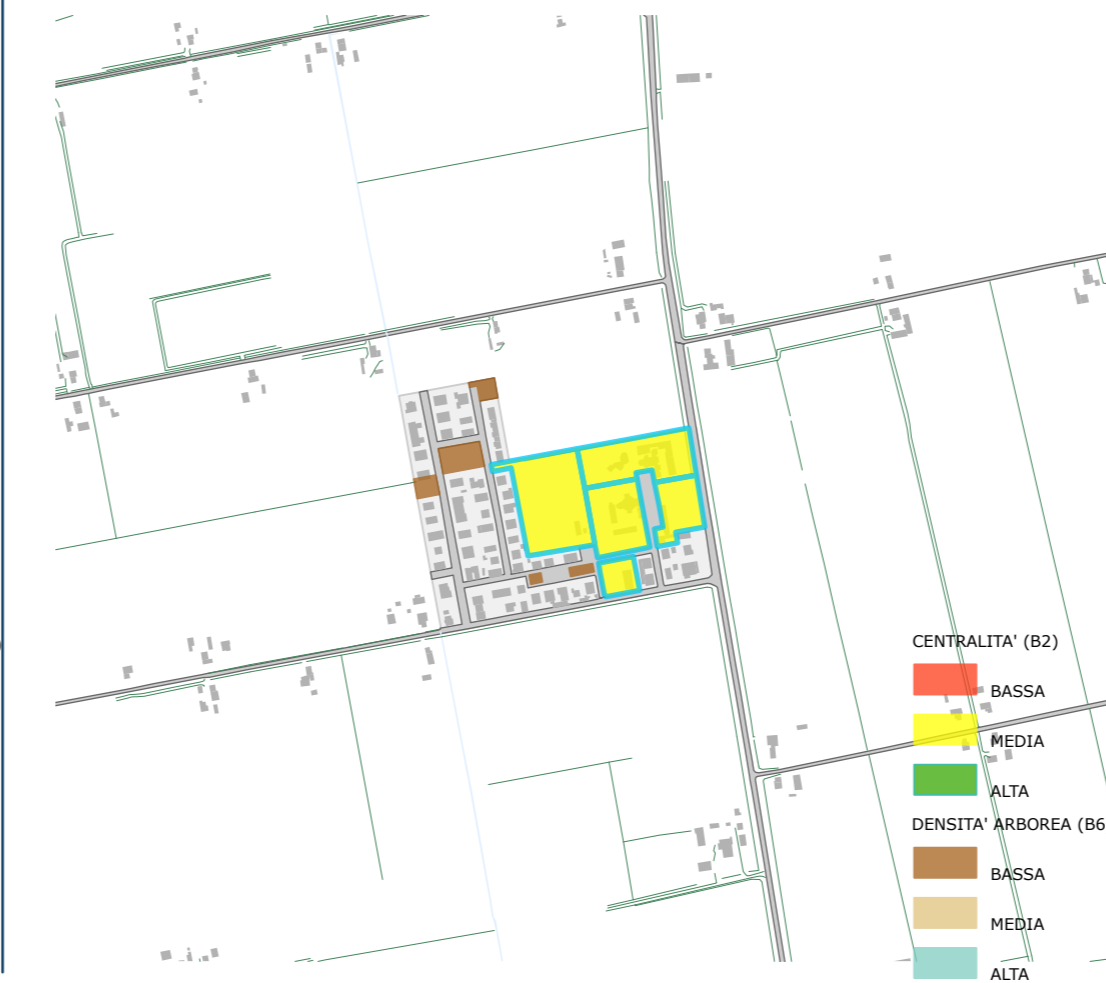 CENTRALITA' (B2)
BASSA
MEDIA
ALTA
DENSITA' ARBOREA (B6
BASSA
MEDIA
ALTA